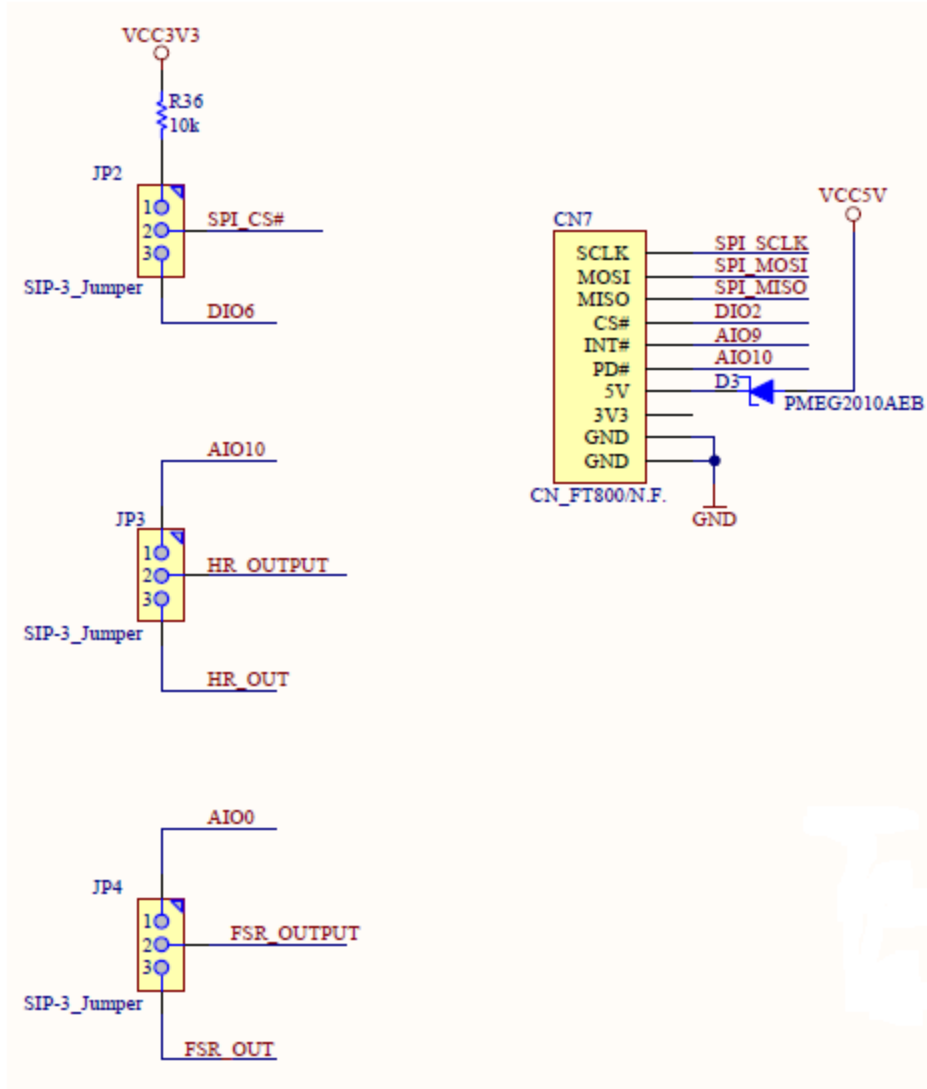 VCC3V3
R36
10k
JP2
1
2
3
SPI_CS#
SIP-3_Jumper
DIO6
AIO10
JP3
1
2
3
HR_OUTPUT
SIP-3_Jumper
HR_OUT
AIO0
JP4
1
2
3
FSR_OUTPUT
SIP-3_Jumper
FSR_OUT
VCC5V
CN7
SCLK SPI_SCLK
MOSI SPI_MOSI
MISO SPI_MISO
CS# DIO2
INT# AIO9
PD# AIO10
5V D3 PMEG2010AEB
3V3
GND
GND
CN_FT800/N.F.
GND